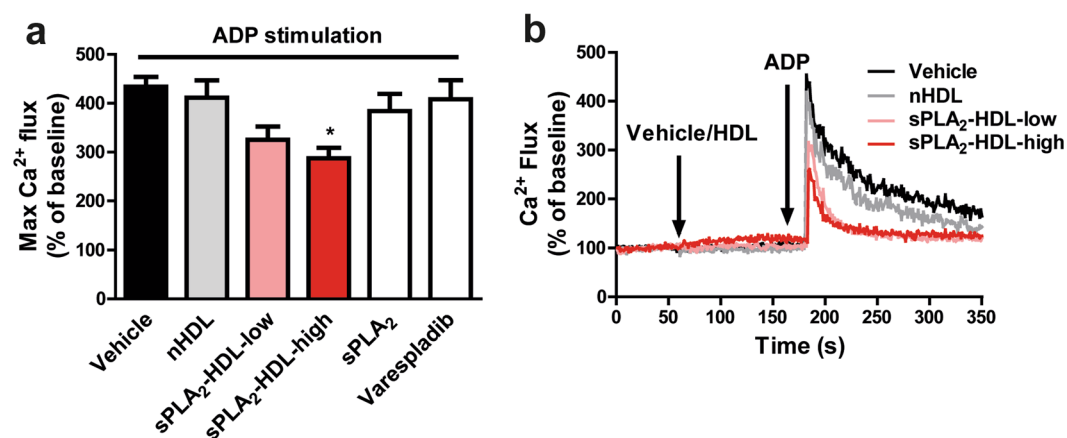 a
ADP stimulation
Max Ca²⁺ flux
(% of baseline)
500
400
300
200
100
0
*
Vehicle
nHDL
sPLA₂-HDL-low
sPLA₂-HDL-high
sPLA₂
Varespladib
b
Ca²⁺ Flux
(% of baseline)
500
400
300
200
100
0
Vehicle/HDL
ADP
Vehicle
nHDL
sPLA₂-HDL-low
sPLA₂-HDL-high
0 50 100 150 200 250 300 350
Time (s)